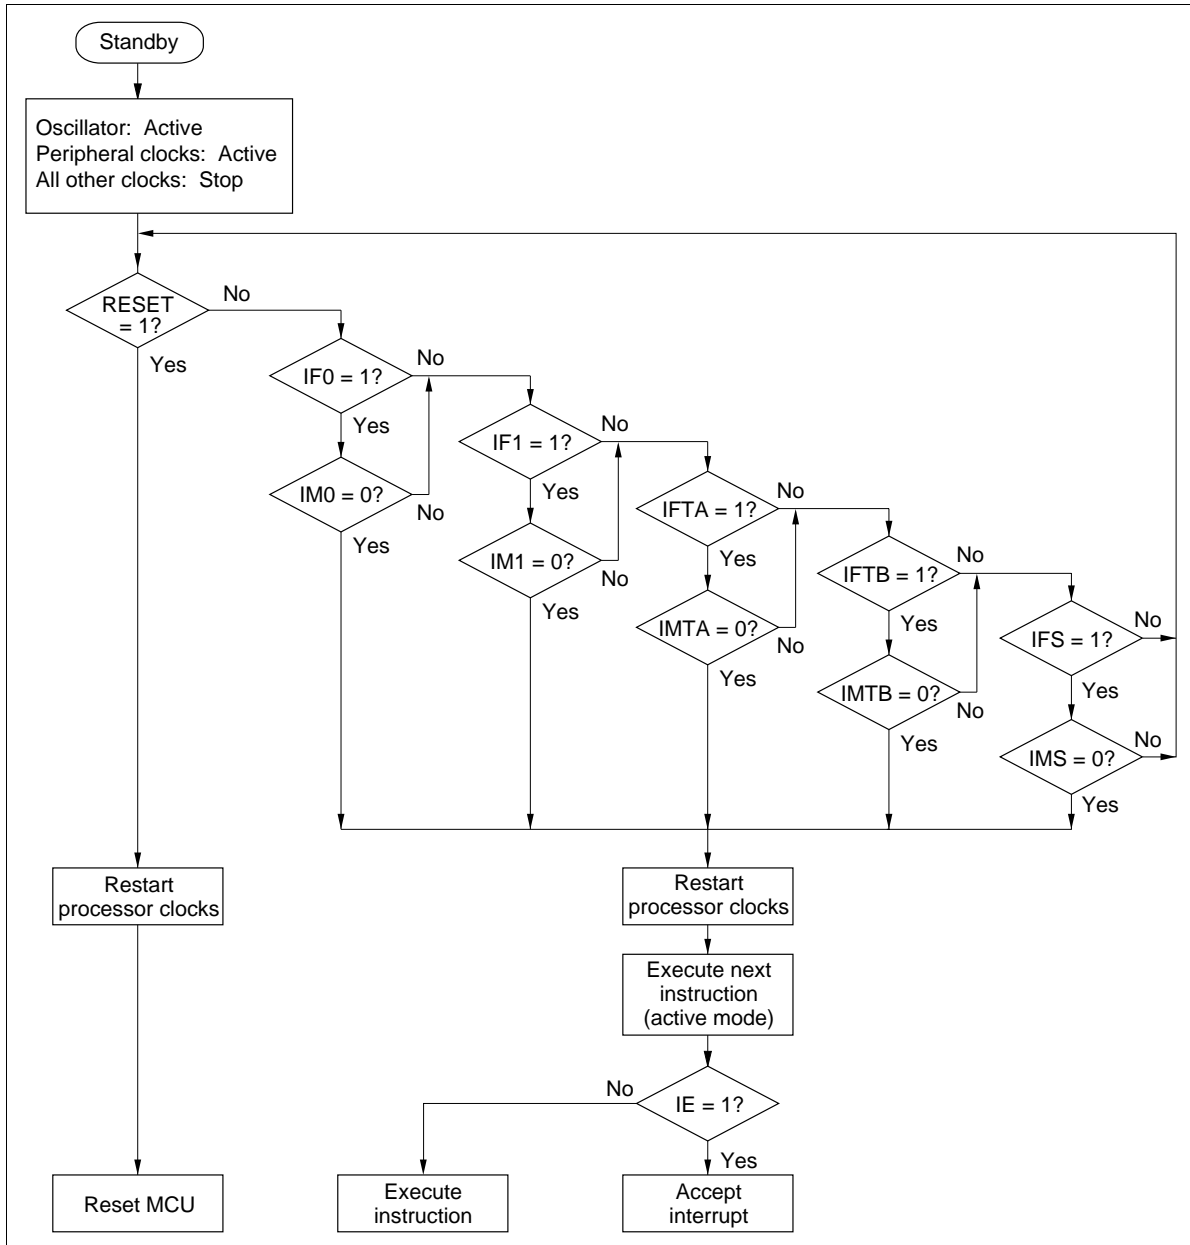 Standby
Oscillator: Active
Peripheral clocks: Active
All other clocks: Stop
RESET
= 1?
No
Yes
IF0 = 1?
No
Yes
IM0 = 0?
No
Yes
IF1 = 1?
No
Yes
IM1 = 0?
No
Yes
IFTA = 1?
No
Yes
IMTA = 0?
No
Yes
IFTB = 1?
No
Yes
IMTB = 0?
No
Yes
IFS = 1?
No
Yes
IMS = 0?
No
Yes
Restart
processor clocks
Restart
processor clocks
Execute next
instruction
(active mode)
IE = 1?
No
Yes
Reset MCU
Execute
instruction
Accept
interrupt